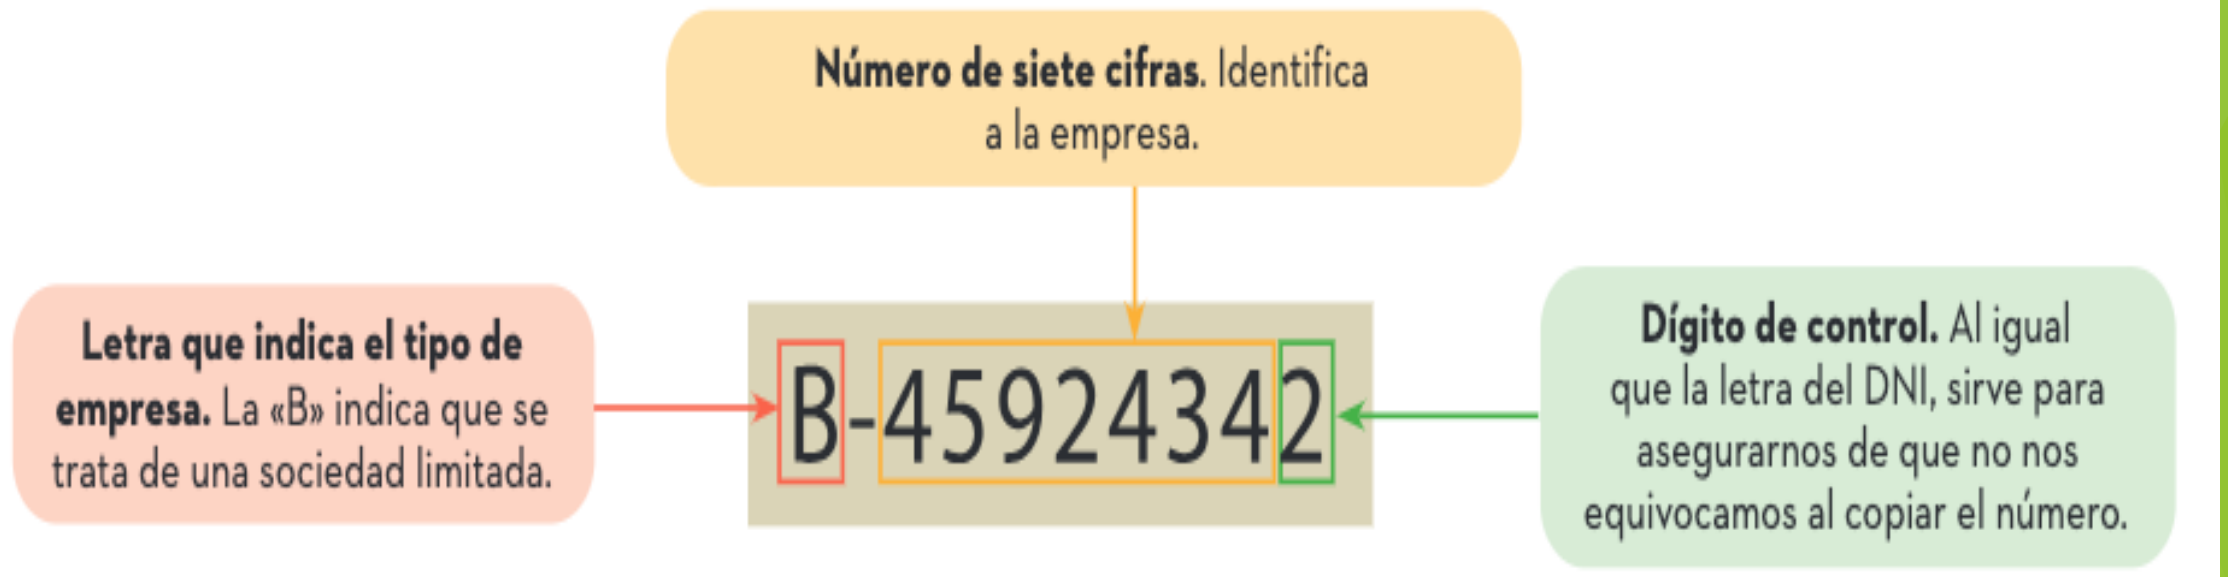 Número de siete cifras. Identifica
a la empresa.
Letra que indica el tipo de
empresa. La «B» indica que se
trata de una sociedad limitada.
B-45924342
Dígito de control. Al igual
que la letra del DNI, sirve para
asegurarnos de que no nos
equivocamos al copiar el número.